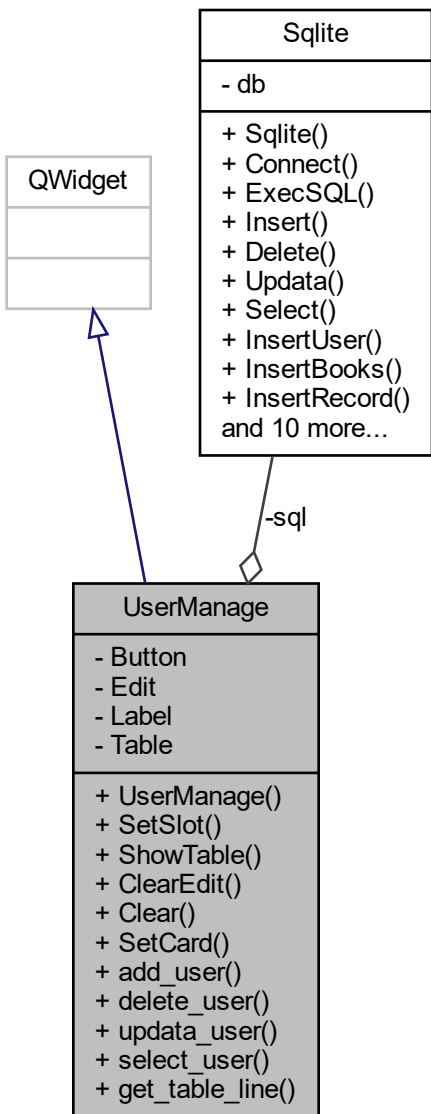 Sqlite
- db
+ Sqlite()
+ Connect()
+ ExecSQL()
+ Insert()
+ Delete()
+ Updata()
+ Select()
+ InsertUser()
+ InsertBooks()
+ InsertRecord()
and 10 more...
QWidget
-sql
UserManage
- Button
- Edit
- Label
- Table
+ UserManage()
+ SetSlot()
+ ShowTable()
+ ClearEdit()
+ Clear()
+ SetCard()
+ add_user()
+ delete_user()
+ updata_user()
+ select_user()
+ get_table_line()